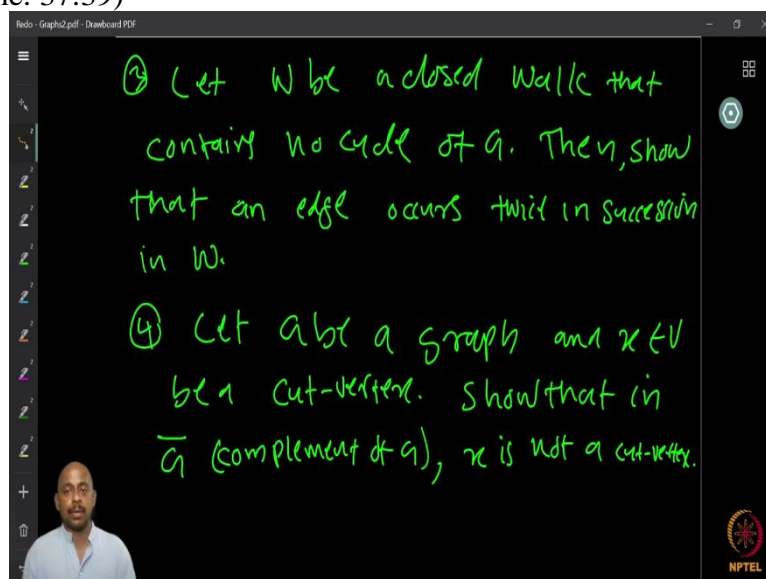 Redo - Graphs2.pdf - Drawboard PDF
③ Let W be a closed Walk that
contains no cycle of G. Then, show
that an edge occurs twice in succession
in W.
④ Let G be a graph and x ∈ V
be a cut-vertex. Show that in
G̅ (complement of G), x is not a cut-vertex.
NPTEL